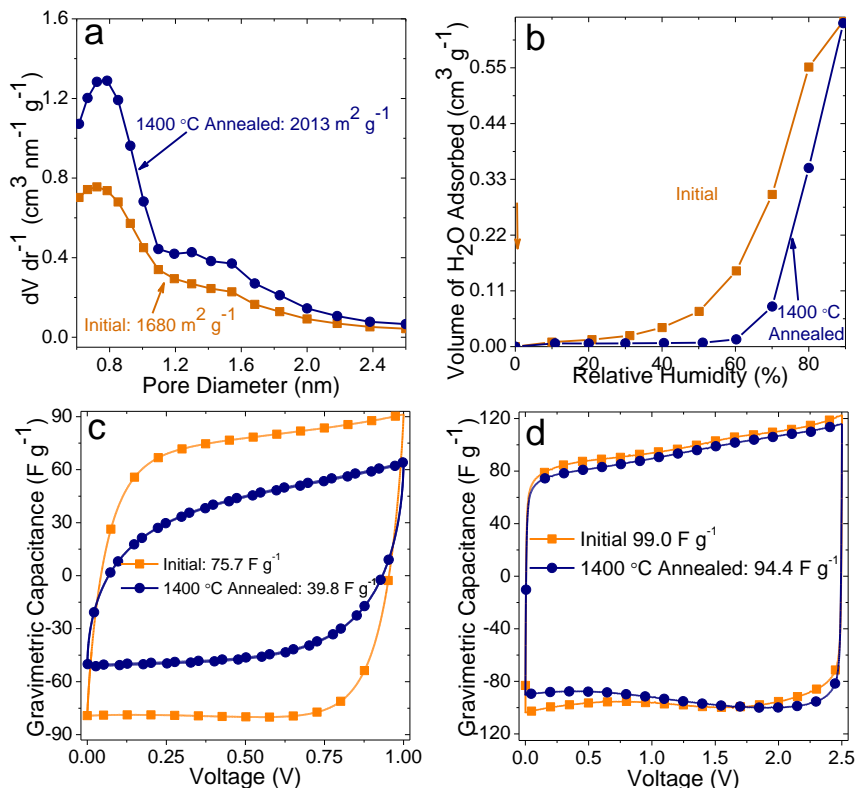 a
dV dr⁻¹ (cm³ nm⁻¹ g⁻¹)
1.6
1.2
0.8
0.4
0.0
1400 °C Annealed: 2013 m² g⁻¹
Initial: 1680 m² g⁻¹
0.8 1.2 1.6 2.0 2.4
Pore Diameter (nm)
b
Volume of H₂O Adsorbed (cm³ g⁻¹)
0.55
0.44
0.33
0.22
0.11
0.00
Initial
1400 °C
Annealed
0 20 40 60 80
Relative Humidity (%)
c
Gravimetric Capacitance (F g⁻¹)
90
60
30
0
-30
-60
-90
Initial: 75.7 F g⁻¹
1400 °C Annealed: 39.8 F g⁻¹
0.00 0.25 0.50 0.75 1.00
Voltage (V)
d
Gravimetric Capacitance (F g⁻¹)
120
80
40
0
-40
-80
-120
Initial 99.0 F g⁻¹
1400 °C Annealed: 94.4 F g⁻¹
0.0 0.5 1.0 1.5 2.0 2.5
Voltage (V)